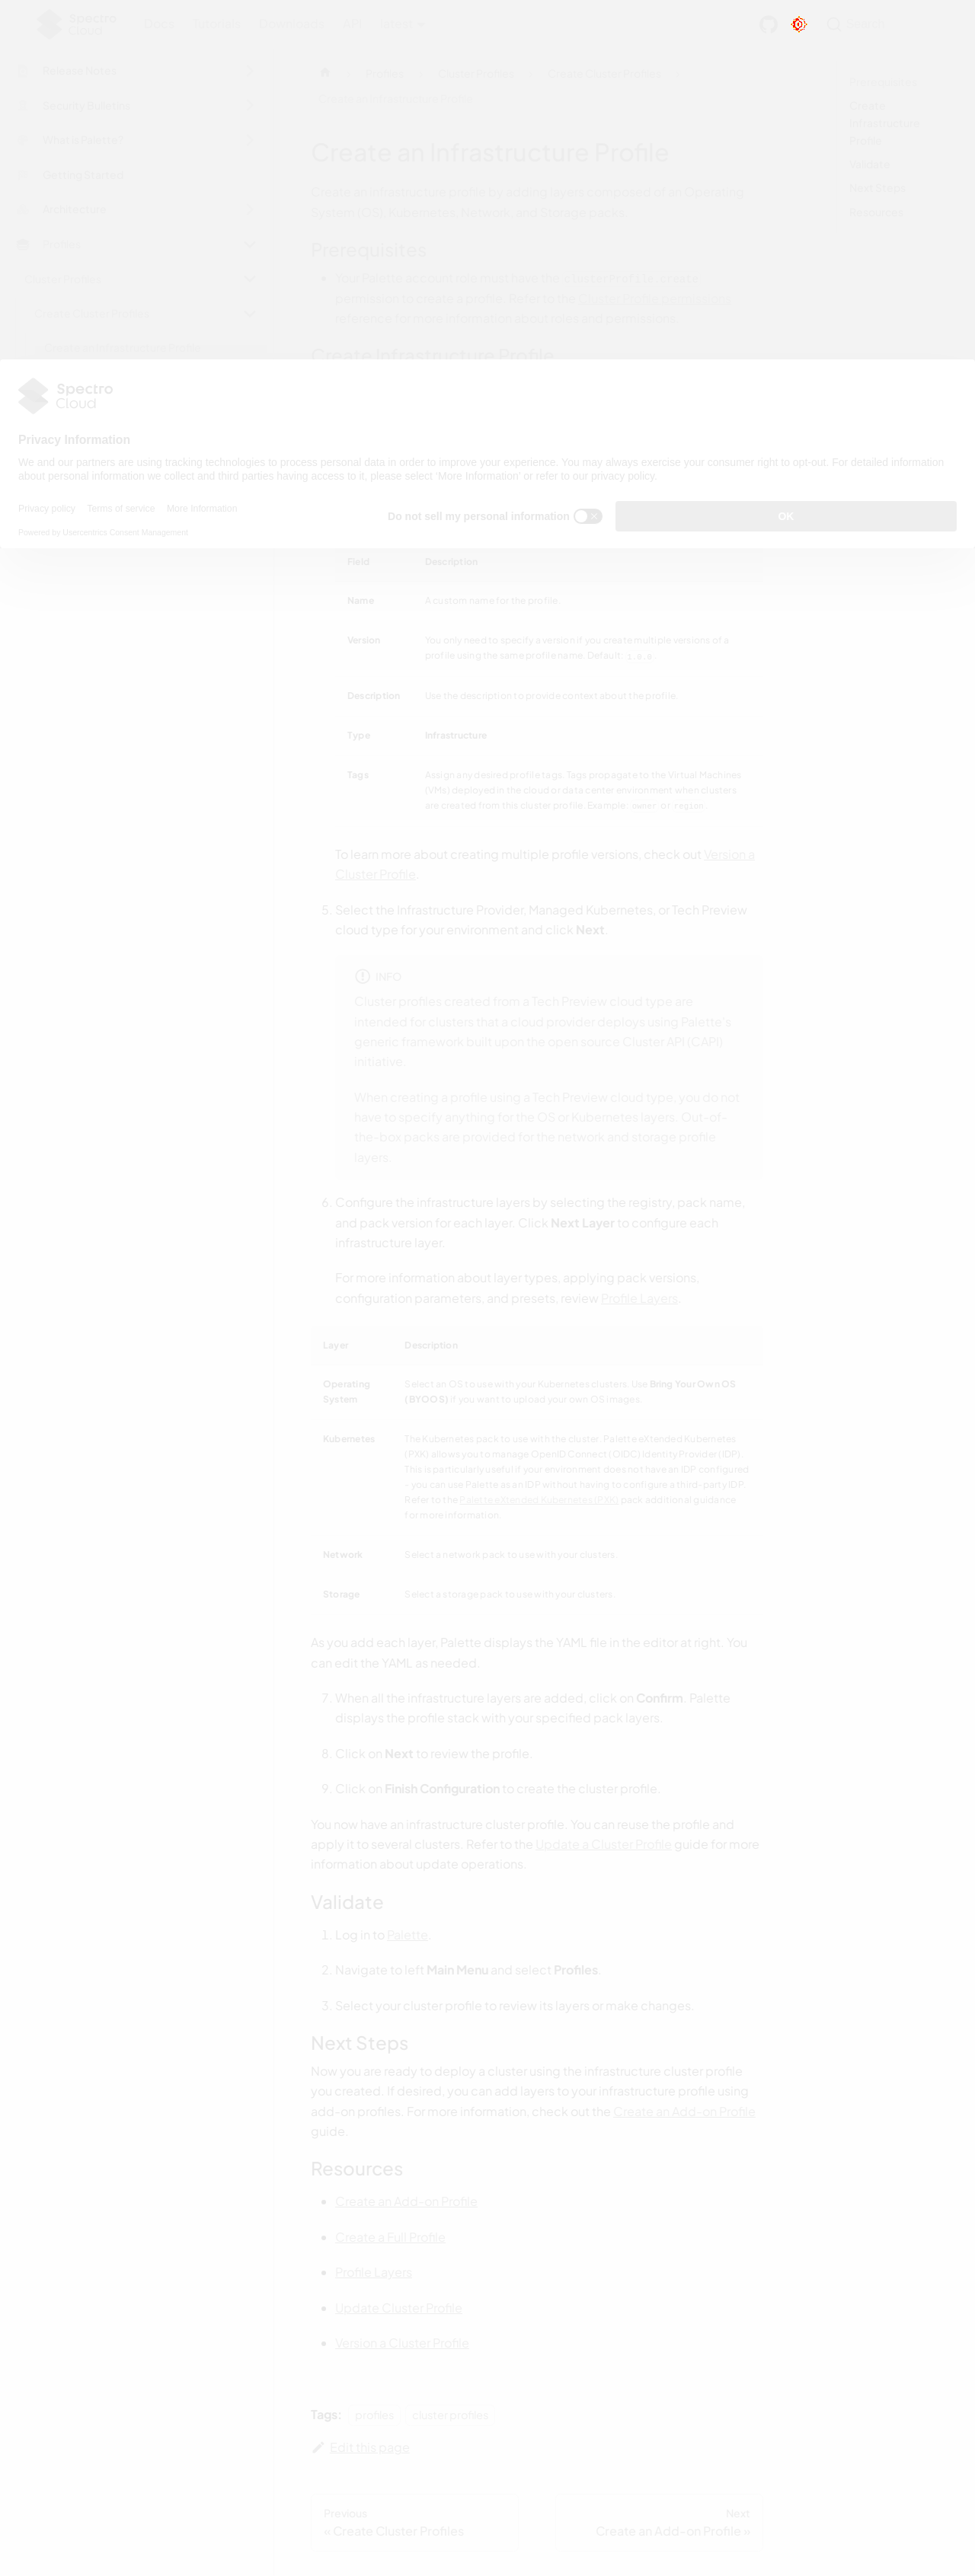 Spectro
Cloud
Release Notes
Security Bulletins
What is Palette?
Getting Started
Architecture
Profiles
Cluster Profiles
Create Cluster Profiles
Profiles
Cluster Profiles
Create Cluster Profiles
Create an Infrastructure Profile
System (OS), Kubernetes, Network, and Storage packs.
Prerequisites
permission to create a profile. Refer to the
reference for more information about roles and permissions.
Create Infrastructure Profile
Prerequisites
Create
Infrastructure
Profile
Validate
Next Steps
Resources
Spectro
Cloud
Privacy Information
We and our partners are using tracking technologies to process personal data in order to improve your experience. You may always exercise your consumer right to opt-out. For detailed information
about personal information we collect and third parties having access to it, please select 'More Information' or refer to our privacy policy.
Privacy policy Terms of service More Information
Powered by Usercentrics Consent Management
Do not sell my personal information
OK
Field Description
Name A custom name for the profile.
Version You only need to specify a version if you create multiple versions of a
profile using the same profile name. Default: 1.0.0.
Description Use the description to provide context about the profile.
Type Infrastructure
Tags Assign any desired profile tags. Tags propagate to the Virtual Machines
(VMs) deployed in the cloud or data center environment when clusters
are created from this cluster profile. Example: owner or region
To learn more about creating multiple profile versions, check out Version a
Cluster Profile.
5. Select the Infrastructure Provider, Managed Kubernetes, or Tech Preview
cloud type for your environment and click Next.
INFO
Cluster profiles created from a Tech Preview cloud type are
intended for clusters that a cloud provider deploys using Palette's
generic framework built upon the open source Cluster API (CAPI)
initiative.
When creating a profile using a Tech Preview cloud type, you do not
have to specify anything for the OS or Kubernetes layers. Out-of-
the-box packs are provided for the network and storage profile
layers.
6. Configure the infrastructure layers by selecting the registry, pack name,
and pack version for each layer. Click Next Layer to configure each
infrastructure layer.
For more information about layer types, applying pack versions,
configuration parameters, and presets, review Profile Layers.
Layer Description
Operating
System
Select an OS to use with your Kubernetes clusters. Use Bring Your Own OS
(BYOOS) if you want to upload your own OS images.
Kubernetes The Kubernetes pack to use with the cluster. Palette eXtended Kubernetes
(PXK) allows you to manage OpenID Connect (OIDC) Identity Provider (IDP).
This is particularly useful if your environment does not have an IDP configured
- you can use Palette as an IDP without having to configure a third-party IDP.
Refer to the Palette eXtended Kubernetes (PXK) pack additional guidance
for more information.
Network Select a network pack to use with your clusters.
Storage Select a storage pack to use with your clusters.
As you add each layer, Palette displays the YAML file in the editor at right. You
can edit the YAML as needed.
7. When all the infrastructure layers are added, click on Confirm. Palette
displays the profile stack with your specified pack layers.
8. Click on Next to review the profile.
9. Click on Finish Configuration to create the cluster profile.
You now have an infrastructure cluster profile. You can reuse the profile and
apply it to several clusters. Refer to the Update a Cluster Profile guide for more
information about update operations.
Validate
1. Log in to Palette.
2. Navigate to left Main Menu and select Profiles.
3. Select your cluster profile to review its layers or make changes.
Next Steps
Now you are ready to deploy a cluster using the infrastructure cluster profile
you created. If desired, you can add layers to your infrastructure profile using
add-on profiles. For more information, check out the Create an Add-on Profile
guide.
Resources
Create an Add-on Profile
Create a Full Profile
Profile Layers
Update Cluster Profile
Version a Cluster Profile
Tags: profiles cluster profiles
Edit this page
Previous
« Create Cluster Profiles
Next
Create an Add-on Profile »